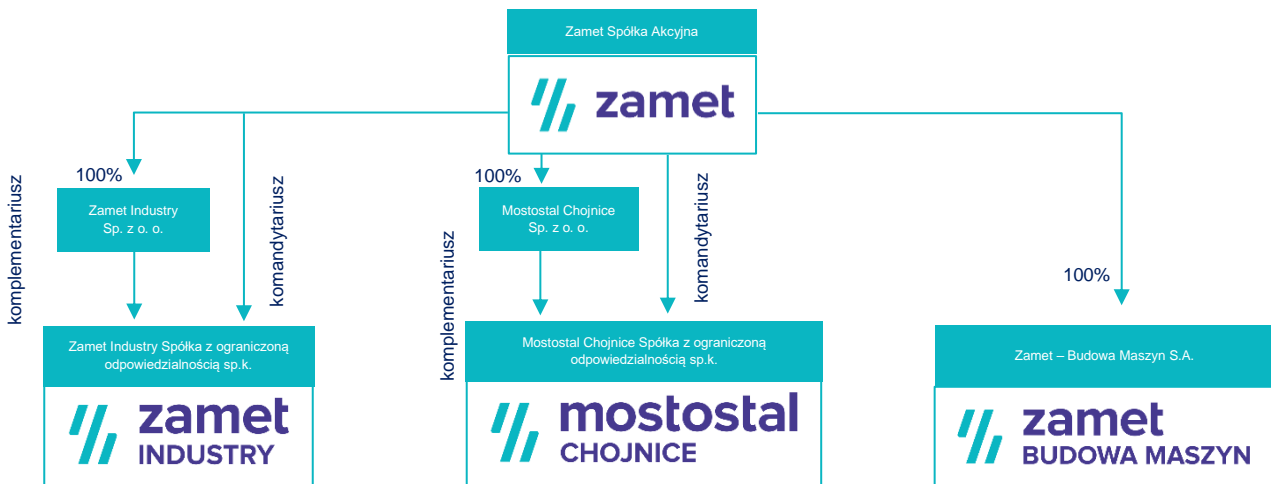 Zamet Spółka Akcyjna
zamet
komplementariusz
100%
Zamet Industry
Sp. z o. o.
komandytariusz
Zamet Industry Spółka z ograniczoną
odpowiedzialnością sp.k.
zamet
INDUSTRY
komplementariusz
100%
Mostostal Chojnice
Sp. z o. o.
komandytariusz
Mostostal Chojnice Spółka z ograniczoną
odpowiedzialnością sp.k.
mostostal
CHOJNICE
100%
Zamet – Budowa Maszyn S.A.
zamet
BUDOWA MASZYN